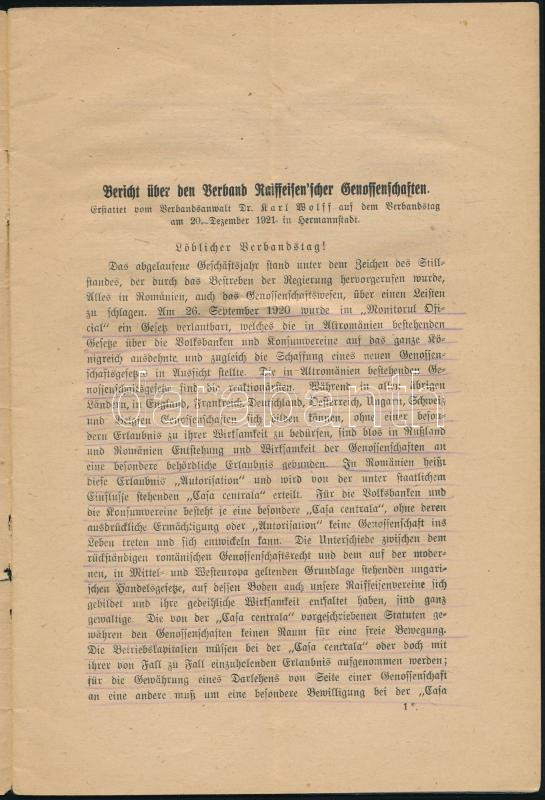 Bericht über den Verband Raiffeisen'scher Genossenschaften.
Erstattet vom Verbandsanwalt Dr. Karl Wolff auf dem Verbandstag
am 20. Dezember 1921 in Hermannstadt.
Löblicher Verbandstag!
Das abgelaufene Geschäftsjahr stand unter dem Zeichen des Still-
standes, der durch das Bestreben der Regierung hervorgerufen wurde,
Alles in Românien, auch das Genossenschaftswesen, über einen Leisten
zu schlagen. Am 26. September 1920 wurde im „Monitorul Ofi-
cial" ein Gesetz verlautbart, welches die in Altromänien bestehenden
Gesetze über die Volksbanken und Konsumvereine auf das ganze Kö-
nigreich ausdehnte und zugleich die Schaffung eines neuen Genossen-
schaftsgesetzes in Aussicht stellte. Die in Altromänien bestehenden Ge-
nossenschaftsgesetze sind die reaktionärsten. Während in allen übrigen
Ländern, in England, Frankreich, Deutschland, Oesterreich, Ungarn, Schweiz
und Belgien Genossenschaften sich bilden können, ohne einer beson-
dern Erlaubnis zu ihrer Wirksamkeit zu bedürfen, sind blos in Rußland
und Românien Entstehung und Wirksamkeit der Genossenschaften an
eine besondere behördliche Erlaubnis gebunden. In Românien heißt
diese Erlaubnis „Autorisation" und wird von der unter staatlichem
Einflusse stehenden „Casa centrala" erteilt. Für die Volksbanken und
die Konsumvereine besteht je eine besondere „Casa centrala", ohne deren
ausdrückliche Ermächtigung oder „Autorisation" keine Genossenschaft ins
Leben treten und sich entwickeln kann. Die Unterschiede zwischen dem
rückständigen românischen Genossenschaftsrecht und dem auf der moder-
nen, in Mittel- und Westeuropa geltenden Grundlage stehenden ungari-
schen Handelsgesetze, auf dessen Boden auch unsere Raiffeisenvereine sich
gebildet und ihre gedeihliche Wirksamkeit entfaltet haben, sind ganz
gewaltige. Die von der „Casa centrala" vorgeschriebenen Statuten ge-
währen den Genossenschaften keinen Raum für eine freie Bewegung.
Die Betriebskapitalien müssen bei der „Casa centrala" oder doch mit
ihrer von Fall zu Fall einzuholenden Erlaubnis aufgenommen werden;
für die Gewährung eines Darlehens von Seite einer Genossenschaft
an eine andere muß um eine besondere Bewilligung bei der „Casa
1*.
darabanth